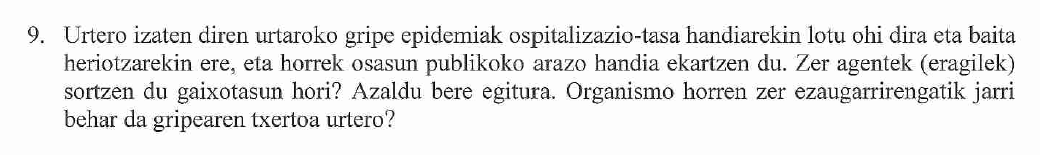 9. Urtero izaten diren urtaroko gripe epidemiak ospitalizazio-tasa handiarekin lotu ohi dira eta baita
heriotzarekin ere, eta horrek osasun publikoko arazo handia ekartzen du. Zer agentek (eragilek)
sortzen du gaixotasun hori? Azaldu bere egitura. Organismo horren zer ezaugarrirengatik jarri
behar da gripearen txertoa urtero?